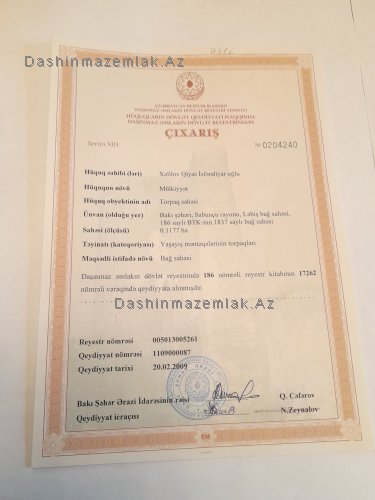 Dashinmazemlak.Az
AZƏRBAYCAN RESPUBLİKASININ
DAŞINMAZ ƏMLAKIN DÖVLƏT REYESTRİ XİDMƏTİ
HÜQUQLARIN DÖVLƏT QEYDİYYATI HAQQINDA
DAŞINMAZ ƏMLAKIN DÖVLƏT REYESTRİNDƏN
ÇIXARIŞ
Seriya MH № 0204240
Hüquq sahibi (ləri) Xəlilov Qiyas İsfəndiyar oğlu
Hüququn növü Mülkiyyət
Hüquq obyektinin adı Torpaq sahəsi
Ünvan (olduğu yer) Bakı şəhəri, Sabunçu rayonu, Ləhiş bağ sahəsi,
186 saylı BTK-nın 1837 saylı bağ sahəsi
Sahəsi (ölçüsü) 0.1177 ha
Təyinatı (kateqoriyası) Yaşayış məntəqələrinin torpaqları
Məqsədli istifadə növü Bağ sahəsi
Daşınmaz əmlakın dövlət reyestrində 186 nömrəli reyestr kitabının 17262
nömrəli vərəqində qeydiyyata alınmışdır.
Dashinmazemlak.Az
Dashinmazemlak.Az
Reyestr nömrəsi 005013005261
Qeydiyyat nömrəsi 1109000087
Qeydiyyat tarixi 20.02.2009
Bakı Şəhər Ərazi İdarəsinin rəisi Q. Cəfərov
Qeydiyyat icraçısı N.Zeynalov
TM